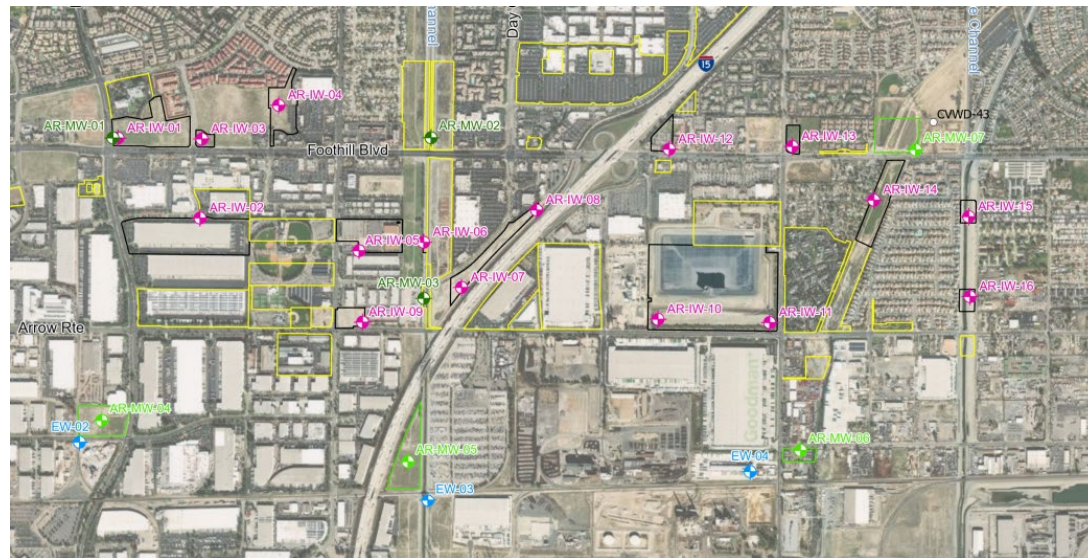 Channel
Day
15
e Channel
AR-IW-04
CVWD-43
AR-MW-01
AR-IW-01
AR-IW-03
AR-MW-02
AR-IW-12
AR-IW-13
AR-MW-07
Foothill Blvd
AR-IW-14
AR-IW-02
AR-IW-08
AR-IW-15
AR-IW-05
AR-IW-06
AR-IW-07
AR-MW-03
AR-IW-16
AR-IW-09
AR-IW-10
AR-IW-11
Arrow Rte
AR-MW-04
EW-02
Goodman
AR-MW-05
AR-MW-06
EW-04
EW-03